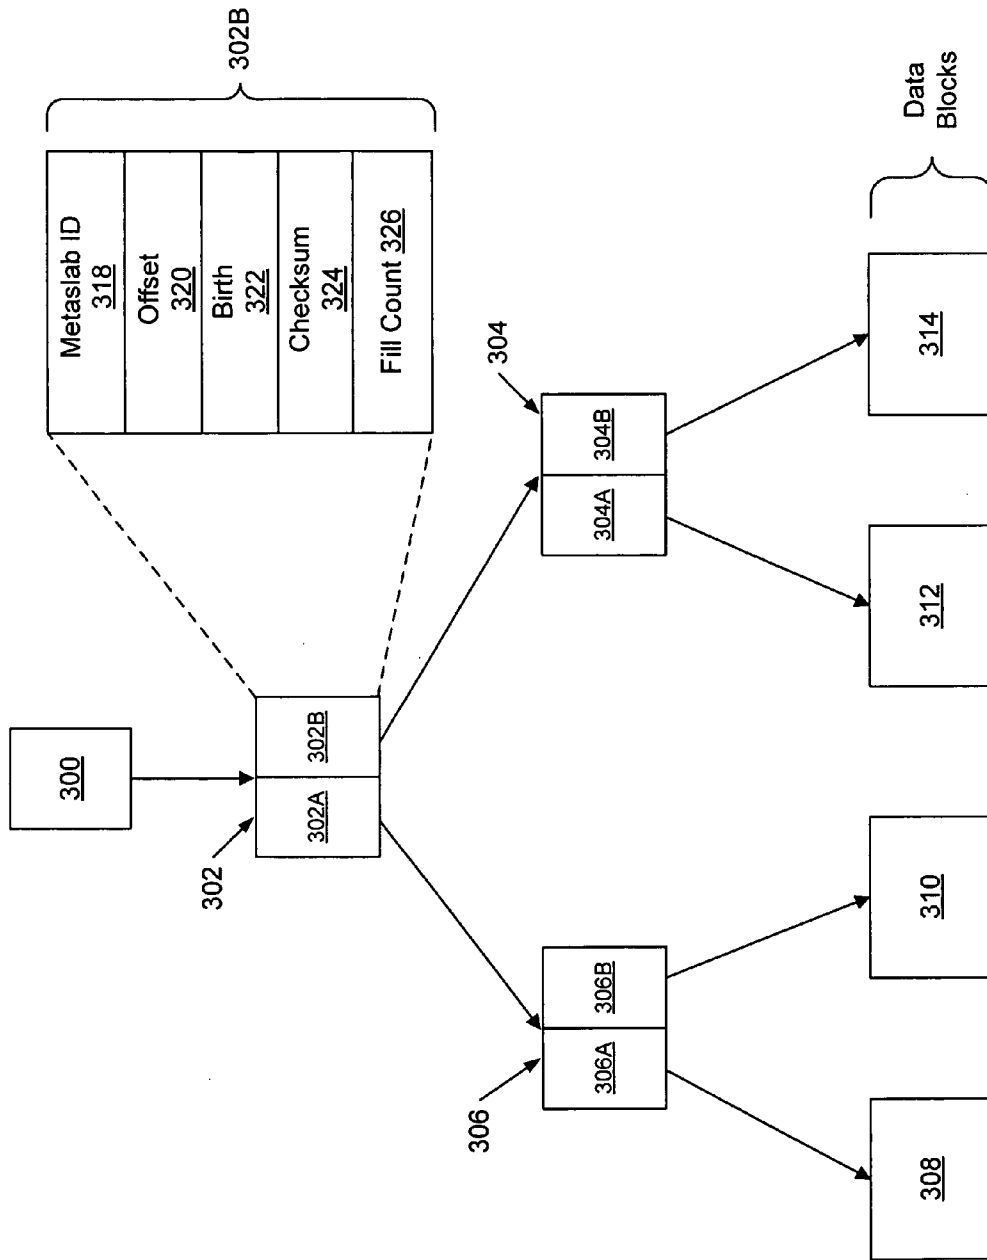 300
302
302A
302B
Metaslab ID
318
Offset
320
Birth
322
Checksum
324
Fill Count 326
302B
306
306A
306B
304
304A
304B
308
310
312
314
Data
Blocks